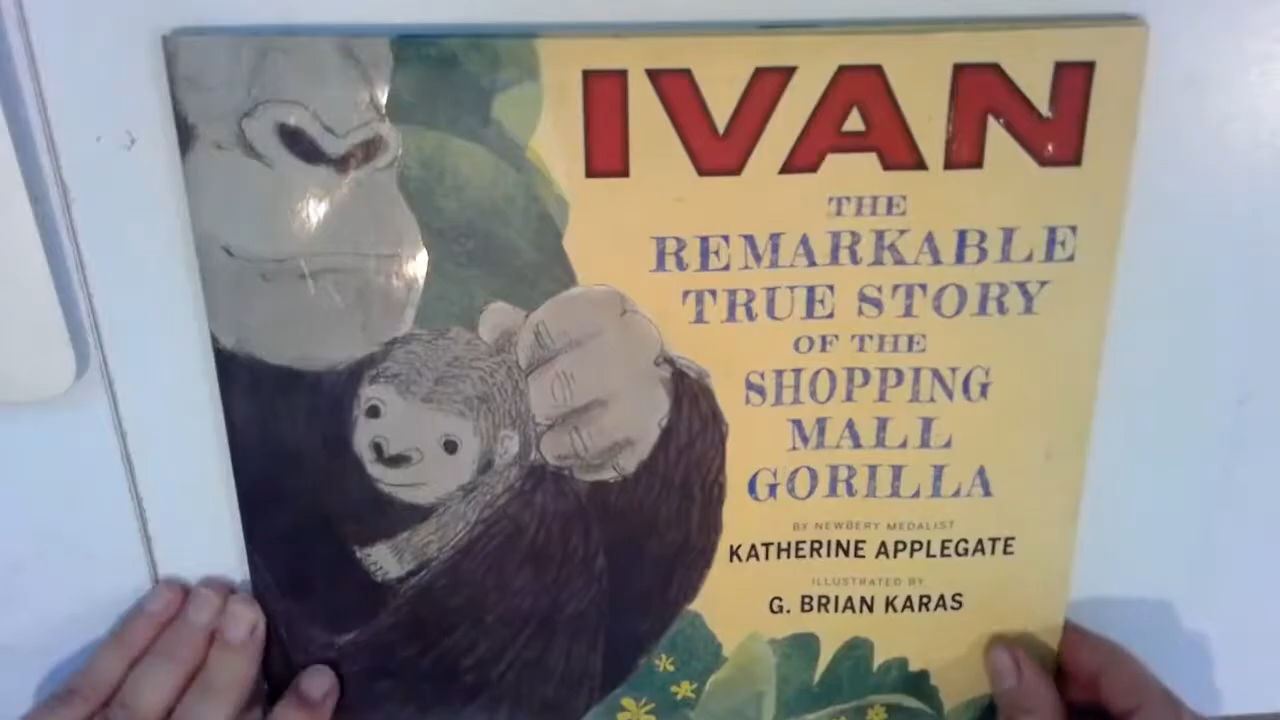 IVAN
THE
REMARKABLE
TRUE STORY
OF THE
SHOPPING
MALL
GORILLA
BY NEWBERY MEDALIST
KATHERINE APPLEGATE
ILLUSTRATED BY
G. BRIAN KARAS